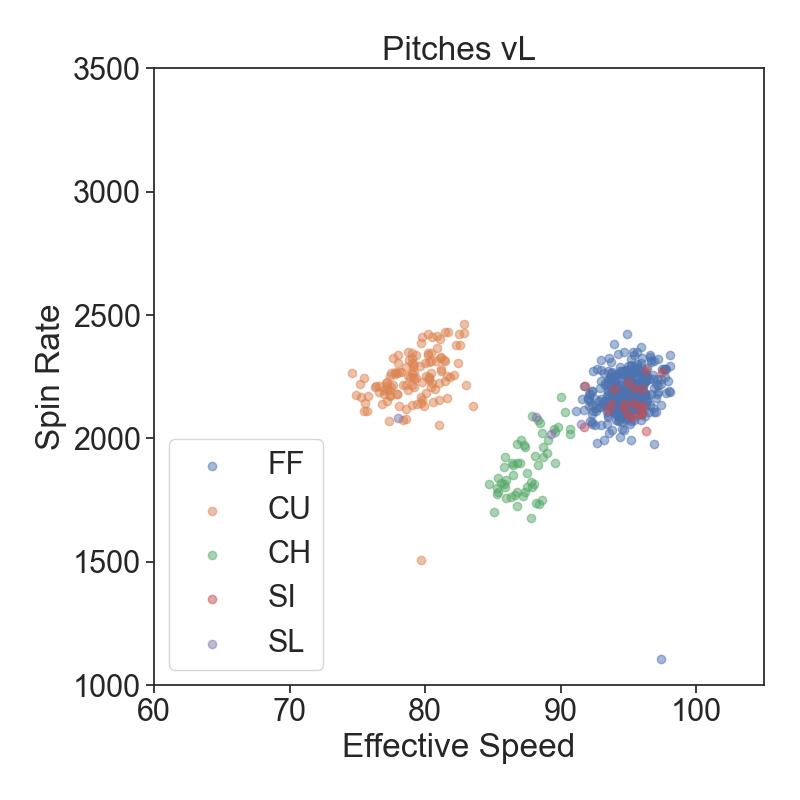 Pitches vL
3500
3000
2500
2000
1500
1000
Spin Rate
FF
CU
CH
SI
SL
60 70 80 90 100
Effective Speed